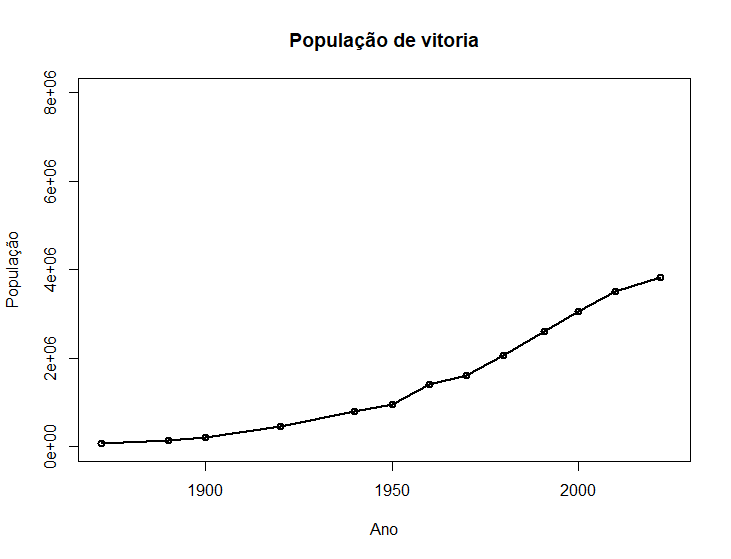 População de vitoria
População
8e+06
6e+06
4e+06
2e+06
0e+00
1900 1950 2000
Ano